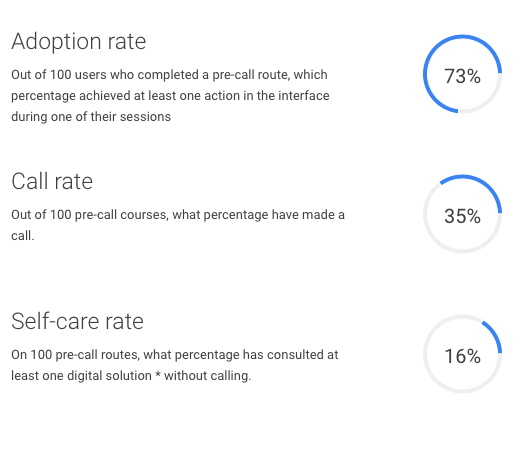 Adoption rate
Out of 100 users who completed a pre-call route, which
percentage achieved at least one action in the interface
during one of their sessions
73%
Call rate
Out of 100 pre-call courses, what percentage have made a
call.
35%
Self-care rate
On 100 pre-call routes, what percentage has consulted at
least one digital solution * without calling.
16%